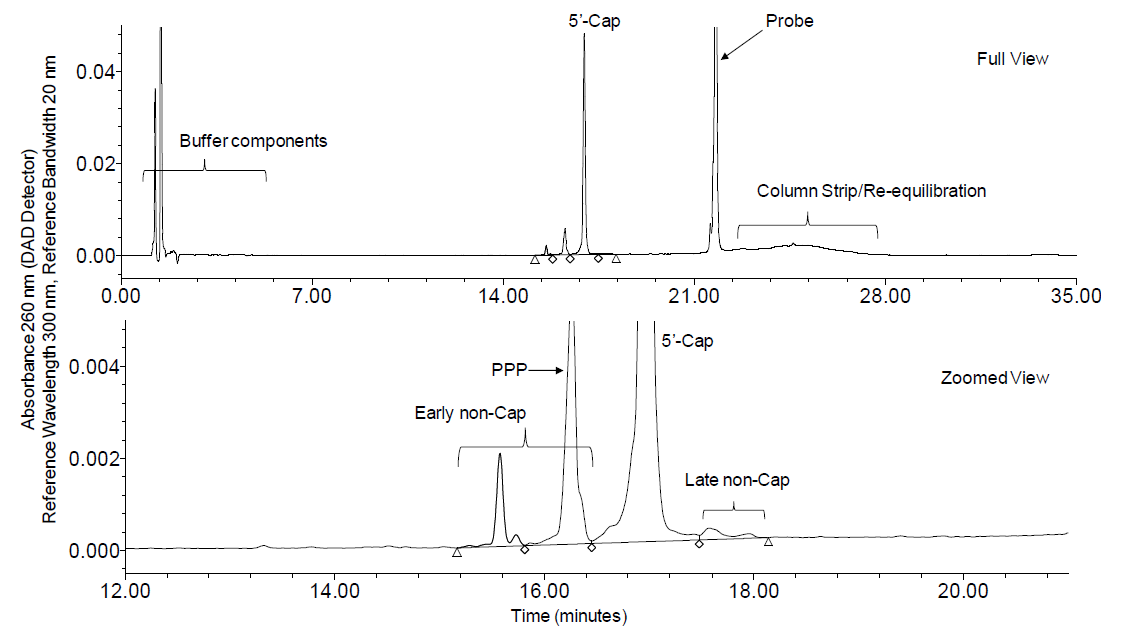 5’-Cap
Probe
Full View
0.04
Buffer components
0.02
Column Strip/Re-equilibration
0.00
0.00 7.00 14.00 21.00 28.00 35.00
Absorbance 260 nm (DAD Detector)
Reference Wavelength 300 nm, Reference Bandwidth 20 nm
5’-Cap
0.004
PPP
Zoomed View
Early non-Cap
0.002
Late non-Cap
0.000
12.00 14.00 16.00 18.00 20.00
Time (minutes)